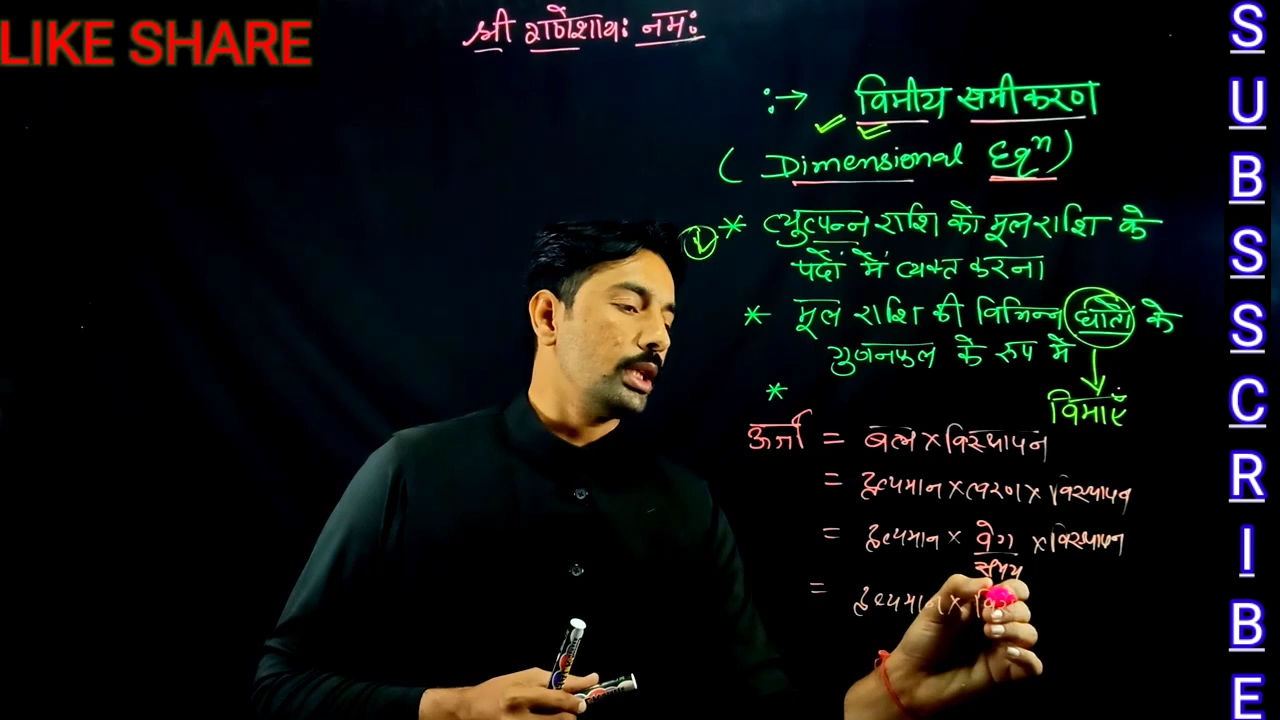 LIKE SHARE
श्री गणेशाय: नम:
:→ विमीय समीकरण
( Dimensional Eqⁿ )
* व्युत्पन्न राशि को मूल राशि के
पदों में व्यक्त करना
* मूल राशि की विभिन्न घातों के
गुणनफल के रुप में
विमाएँ
*
ऊर्जा = बल × विस्थापन
= द्रव्यमान × त्वरण × विस्थापन
= द्रव्यमान × वेग/समय × विस्थापन
= द्रव्यमान ×
SUBSSCRIBE